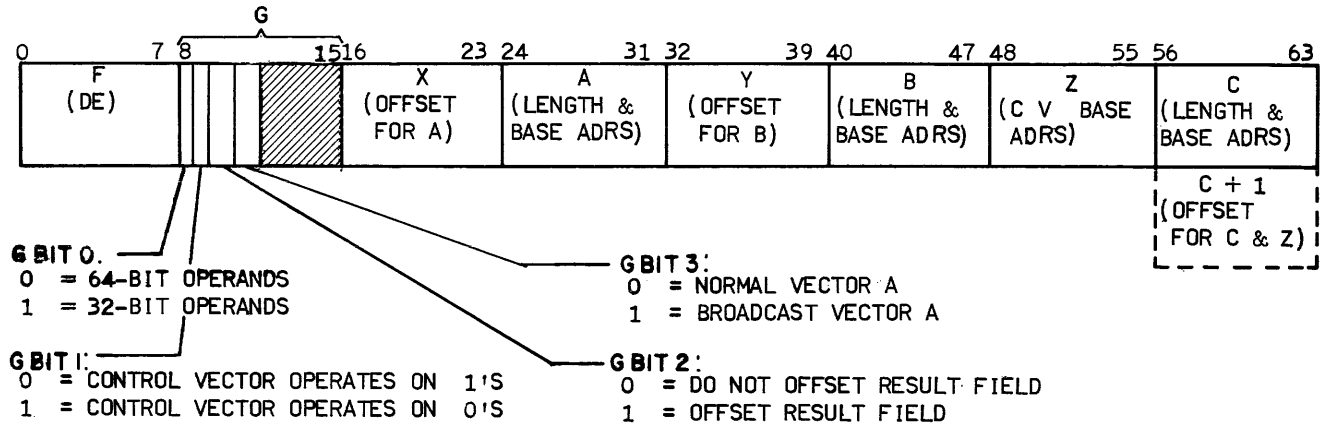 G
0 7 8 15 16 23 24 31 32 39 40 47 48 55 56 63
F
(DE)
X
(OFFSET
FOR A)
A
(LENGTH &
BASE ADRS)
Y
(OFFSET
FOR B)
B
(LENGTH &
BASE ADRS)
Z
(C V BASE
ADRS)
C
(LENGTH &
BASE ADRS)
C + 1
(OFFSET
FOR C & Z)
G BIT 0:
0 = 64-BIT OPERANDS
1 = 32-BIT OPERANDS
G BIT 3:
0 = NORMAL VECTOR A
1 = BROADCAST VECTOR A
G BIT 1:
0 = CONTROL VECTOR OPERATES ON 1'S
1 = CONTROL VECTOR OPERATES ON 0'S
G BIT 2:
0 = DO NOT OFFSET RESULT FIELD
1 = OFFSET RESULT FIELD